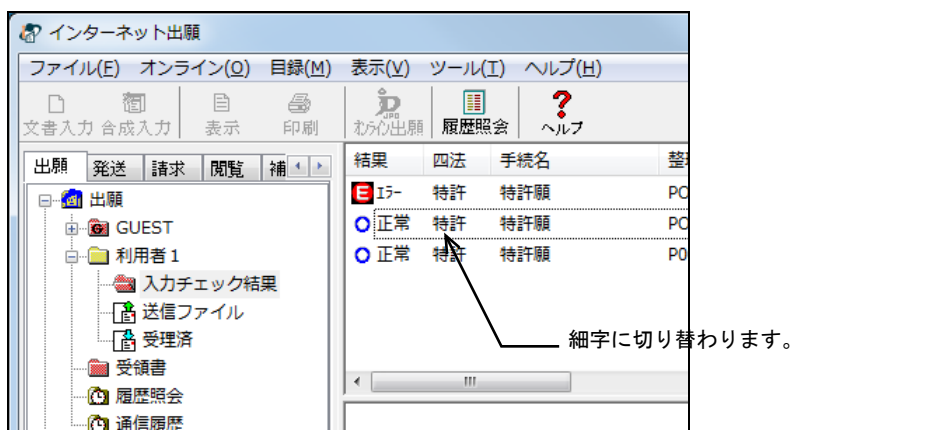 インターネット出願
ファイル(F) オンライン(O) 目録(M) 表示(V) ツール(T) ヘルプ(H)
文書入力 合成入力 表示 印刷 オンライン出願 履歴照会 ヘルプ
出願 発送 請求 閲覧 補
結果 四法 手続名
エラー 特許 特許願 PO
正常 特許 特許願 PO
正常 特許 特許願 P0
出願
GUEST
利用者1
入力チェック結果
送信ファイル
受理済
受領書
履歴照会
通信履歴
細字に切り替わります。